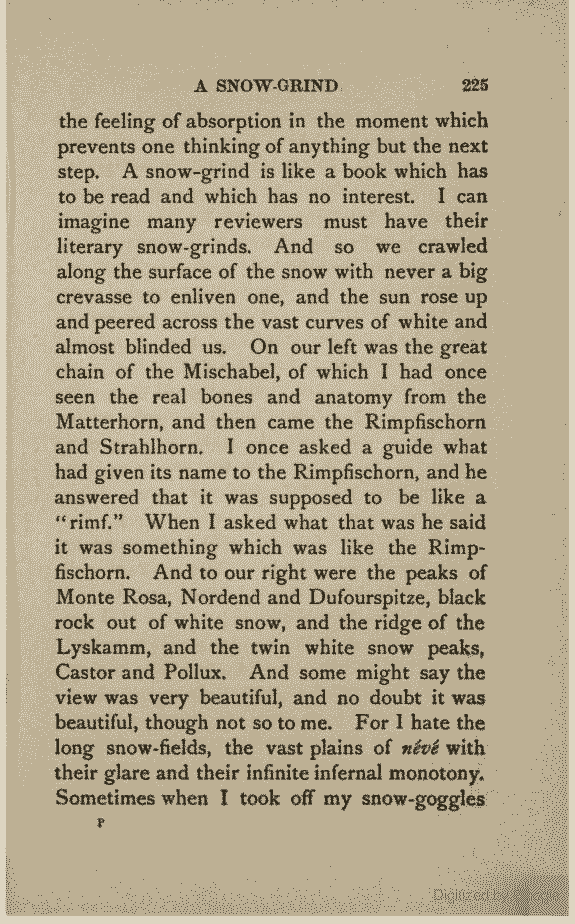 A SNOW-GRIND 225
the feeling of absorption in the moment which
prevents one thinking of anything but the next
step. A snow-grind is like a book which has
to be read and which has no interest. I can
imagine many reviewers must have their
literary snow-grinds. And so we crawled
along the surface of the snow with never a big
crevasse to enliven one, and the sun rose up
and peered across the vast curves of white and
almost blinded us. On our left was the great
chain of the Mischabel, of which I had once
seen the real bones and anatomy from the
Matterhorn, and then came the Rimpfischorn
and Strahlhorn. I once asked a guide what
had given its name to the Rimpfischorn, and he
answered that it was supposed to be like a
“rimf.” When I asked what that was he said
it was something which was like the Rimp-
fischorn. And to our right were the peaks of
Monte Rosa, Nordend and Dufourspitze, black
rock out of white snow, and the ridge of the
Lyskamm, and the twin white snow peaks,
Castor and Pollux. And some might say the
view was very beautiful, and no doubt it was
beautiful, though not so to me. For I hate the
long snow-fields, the vast plains of névé with
their glare and their infinite infernal monotony.
Sometimes when I took off my snow-goggles
P
Digitized by